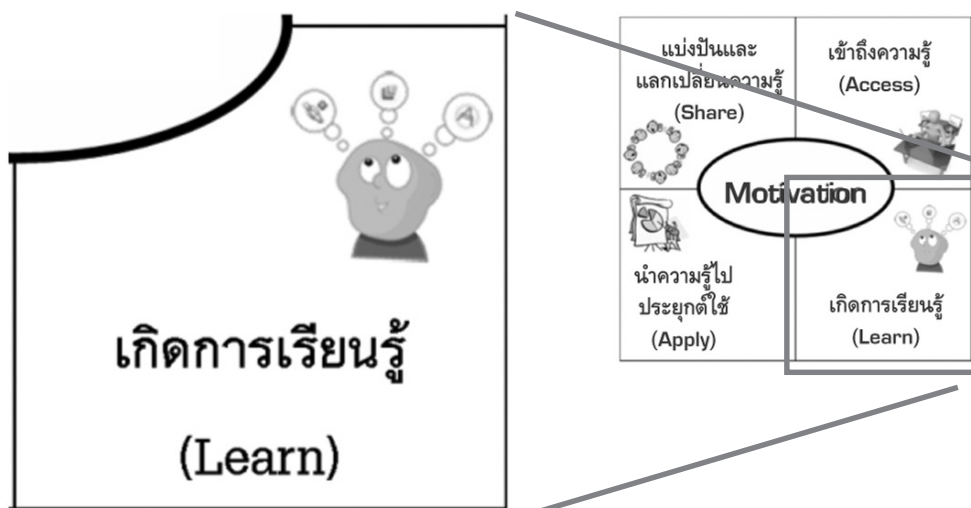 เกิดการเรียนรู้
(Learn)
แบ่งปันและ
แลกเปลี่ยนความรู้
(Share)
เข้าถึงความรู้
(Access)
Motivation
นำความรู้ไป
ประยุกต์ใช้
(Apply)
เกิดการเรียนรู้
(Learn)